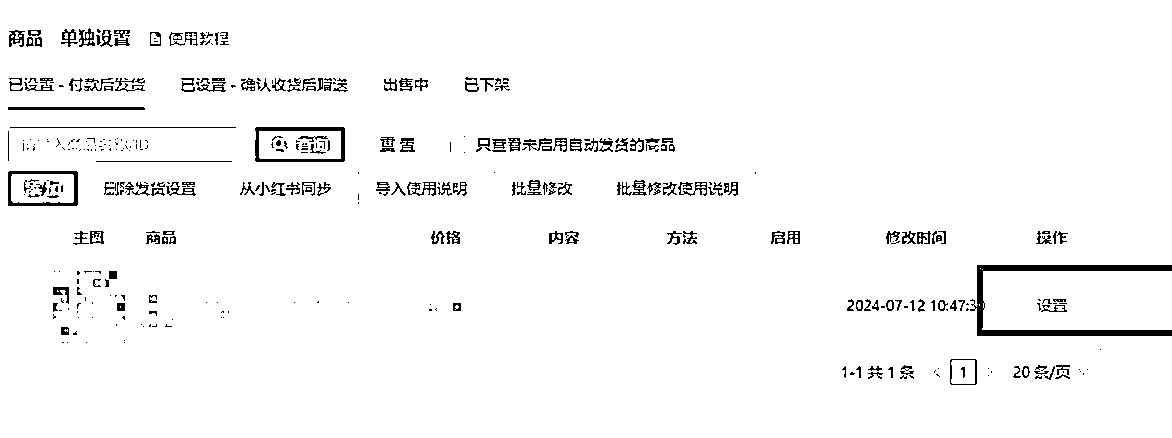 商品 单独设置 使用教程
已设置 - 付款后发货 已设置 - 确认收货后赠送 出售中 已下架
请输入商品名称/ID 查询 重置 只查看未启用自动发货的商品
添加 删除发货设置 从小红书同步 导入使用说明 批量修改 批量修改使用说明
主图 商品 价格 内容 方法 启用 修改时间 操作
2024-07-12 10:47:30 设置
1-1 共 1 条 < 1 > 20 条/页